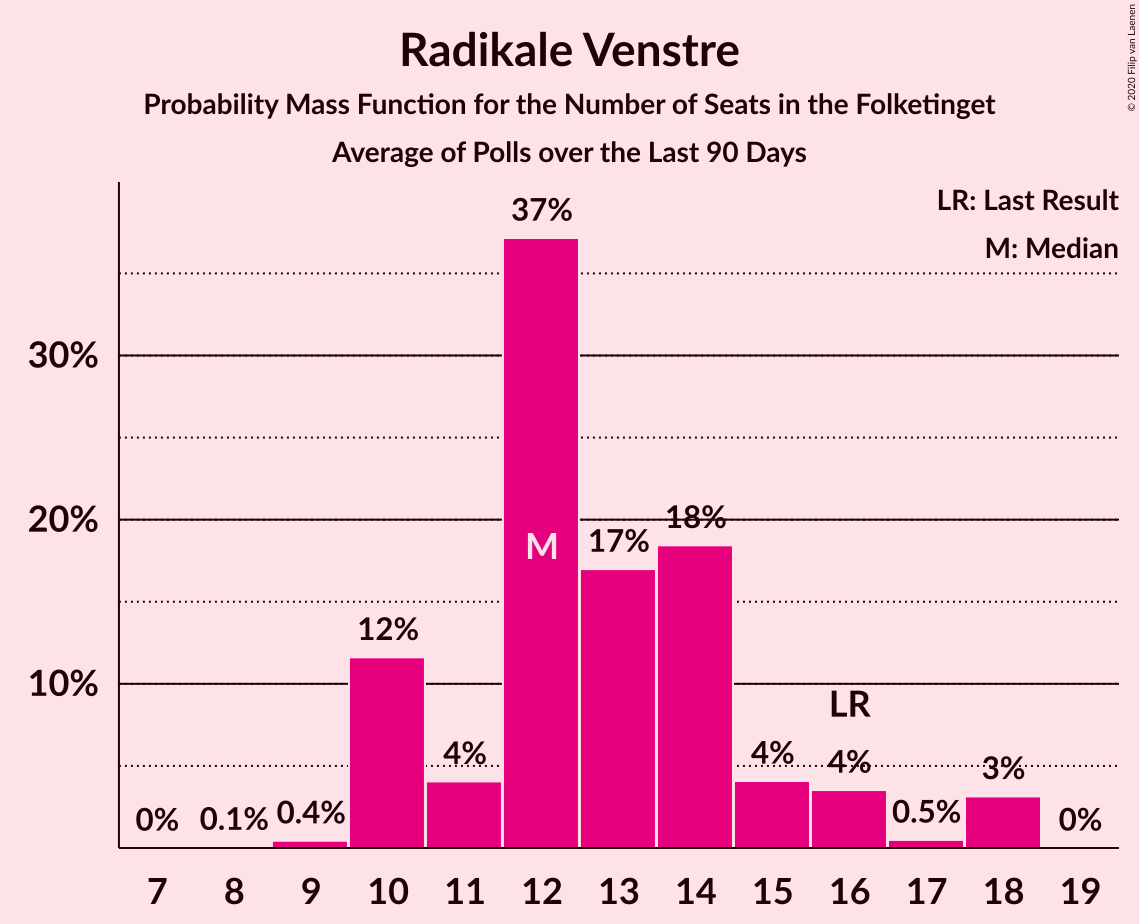 Radikale Venstre
Probability Mass Function for the Number of Seats in the Folketinget
Average of Polls over the Last 90 Days
© 2020 Filip van Laenen
LR: Last Result
M: Median
37%
30%
20%
18%
17%
M
12%
10%
LR
4%
4%
4%
3%
0%
0.1%
0.4%
0.5%
0%
7 8 9 10 11 12 13 14 15 16 17 18 19